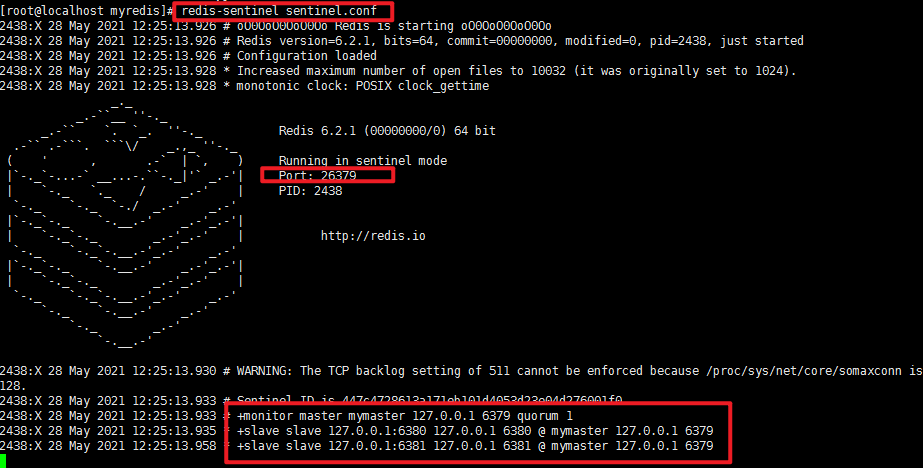 [root@localhost myredis]# redis-sentinel sentinel.conf
2438:X 28 May 2021 12:25:13.926 # oO0OoO0OoO0Oo Redis is starting oO0OoO0OoO0Oo
2438:X 28 May 2021 12:25:13.926 # Redis version=6.2.1, bits=64, commit=00000000, modified=0, pid=2438, just started
2438:X 28 May 2021 12:25:13.926 # Configuration loaded
2438:X 28 May 2021 12:25:13.928 * Increased maximum number of open files to 10032 (it was originally set to 1024).
2438:X 28 May 2021 12:25:13.928 * monotonic clock: POSIX clock_gettime
Redis 6.2.1 (00000000/0) 64 bit
Running in sentinel mode
Port: 26379
PID: 2438
http://redis.io
2438:X 28 May 2021 12:25:13.930 # WARNING: The TCP backlog setting of 511 cannot be enforced because /proc/sys/net/core/somaxconn is
128.
2438:X 28 May 2021 12:25:13.933 # Sentinel ID is
2438:X 28 May 2021 12:25:13.933 # +monitor master mymaster 127.0.0.1 6379 quorum 1
2438:X 28 May 2021 12:25:13.935 * +slave slave 127.0.0.1:6380 127.0.0.1 6380 @ mymaster 127.0.0.1 6379
2438:X 28 May 2021 12:25:13.958 * +slave slave 127.0.0.1:6381 127.0.0.1 6381 @ mymaster 127.0.0.1 6379